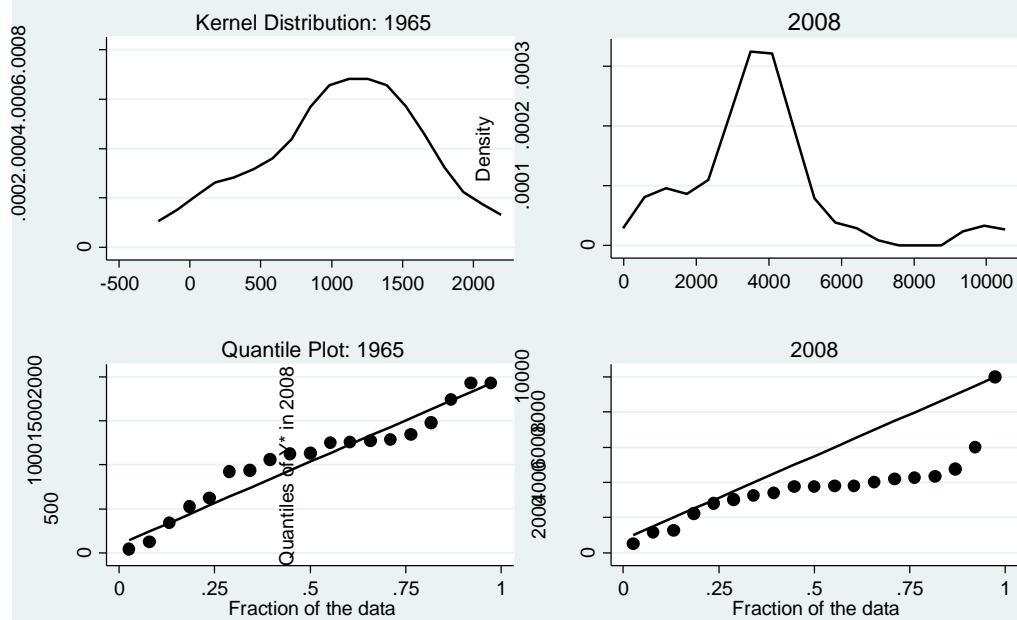 Kernel Distribution: 1965
.0002.0004.0006.0008
0
-500 0 500 1000 1500 2000
2008
Density
.0001 .0002 .0003
0
0 2000 4000 6000 8000 10000
Quantile Plot: 1965
500 100015002000
0
Quantiles of Y* in 2008
0 .25 .5 .75 1
Fraction of the data
2008
2000400060008000 10000
0
0 .25 .5 .75 1
Fraction of the data